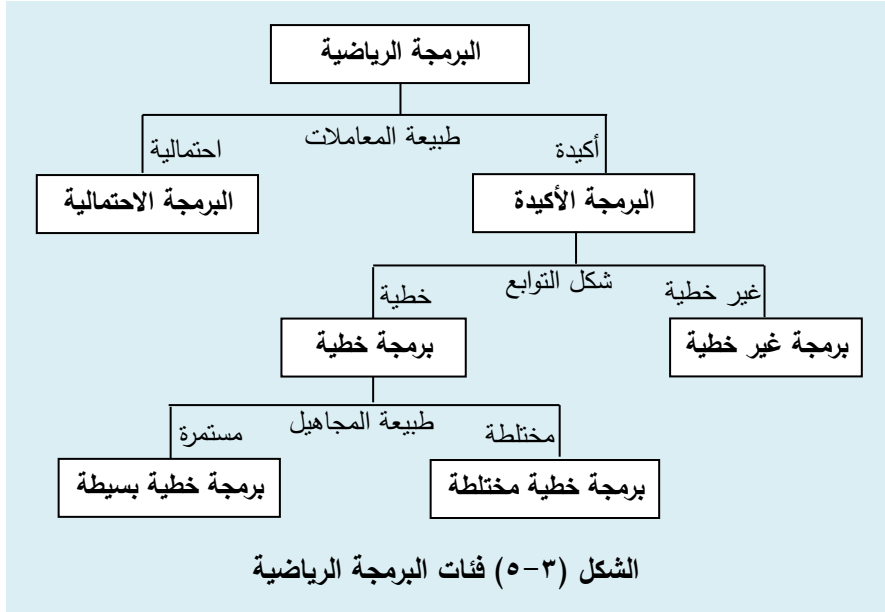 البرمجة الرياضية
طبيعة المعاملات
أكيدة
احتمالية
البرمجة الأكيدة
البرمجة الاحتمالية
شكل التوابع
غير خطية
خطية
برمجة غير خطية
برمجة خطية
طبيعة المجاهيل
مختلطة
مستمرة
برمجة خطية مختلطة
برمجة خطية بسيطة
الشكل (٣-٥) فئات البرمجة الرياضية